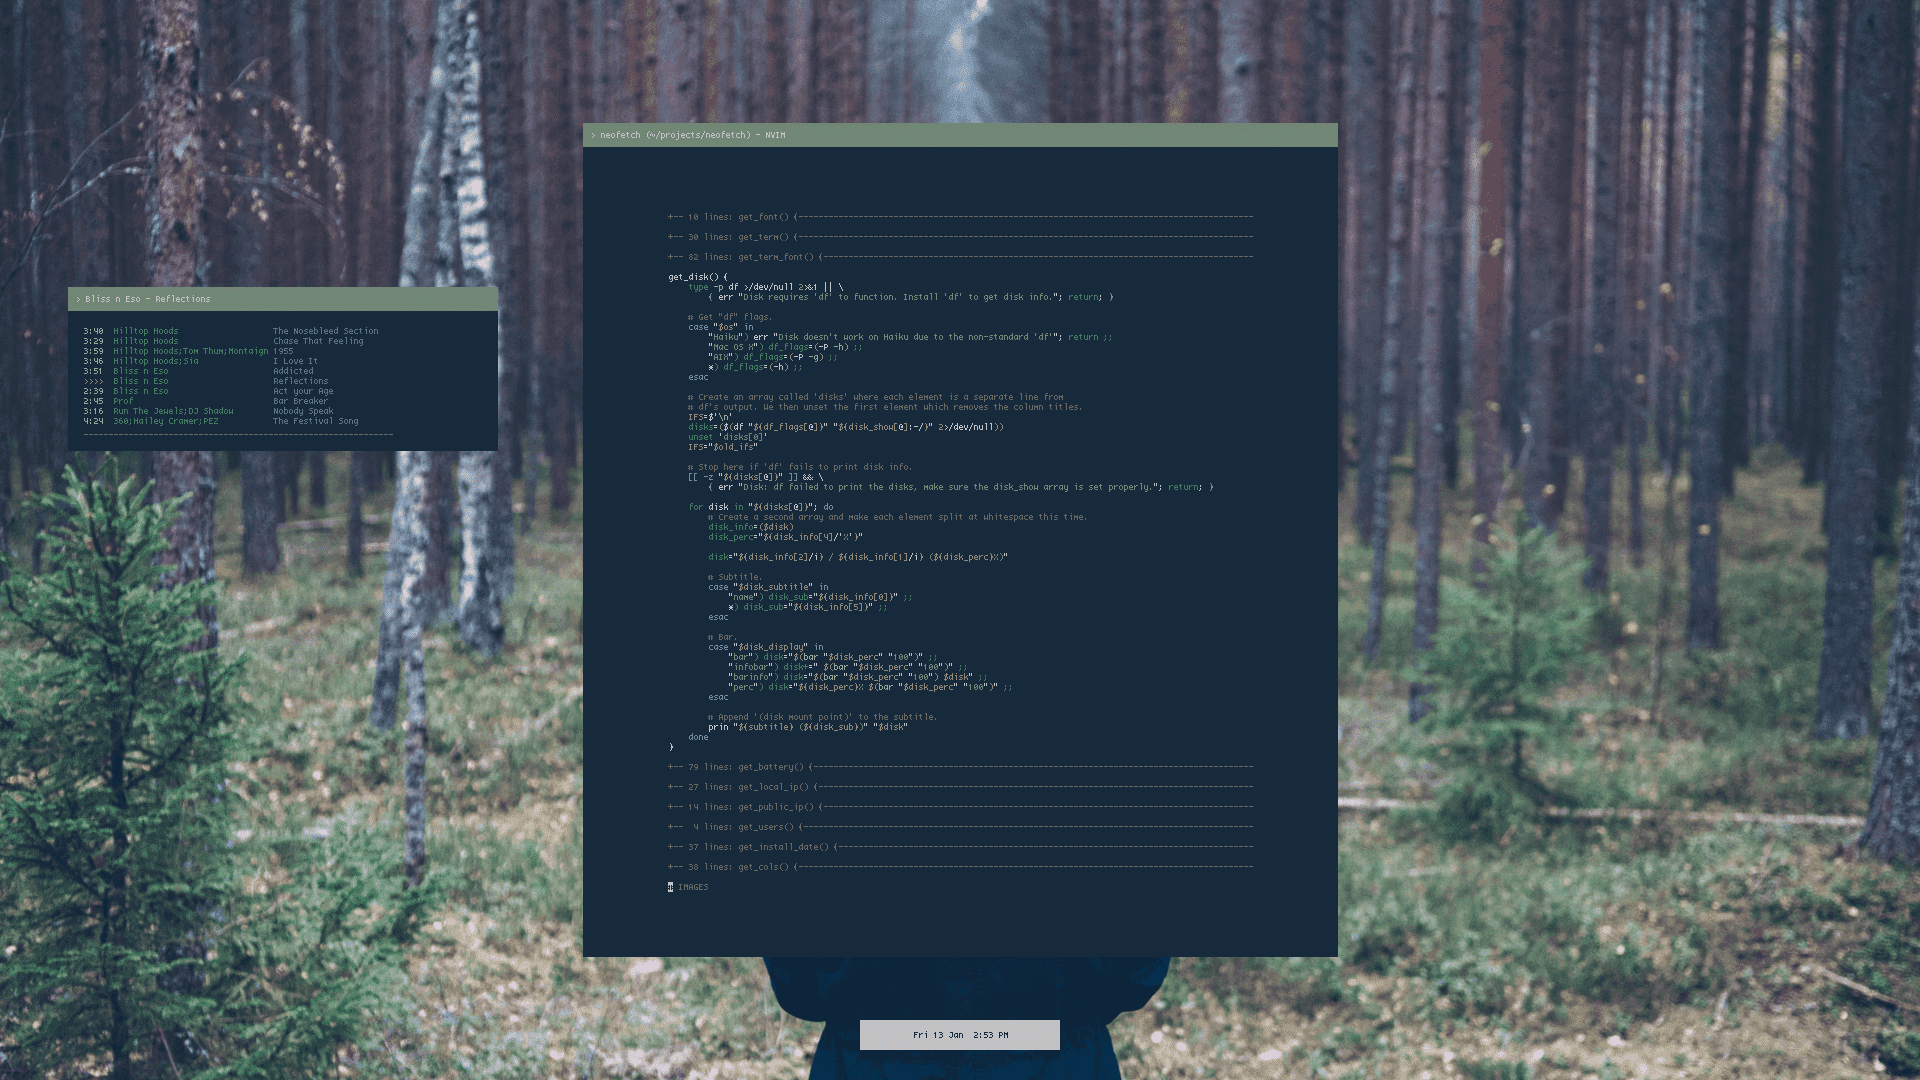 > Bliss n Eso - Reflections
3:40 Hilltop Hoods The Nosebleed Section
3:29 Hilltop Hoods Chase That Feeling
3:59 Hilltop Hoods;Tom Thum;Montaign 1955
3:46 Hilltop Hoods;Sia I Love It
3:51 Bliss n Eso Addicted
>>>> Bliss n Eso Reflections
2:39 Bliss n Eso Act your Age
2:45 Prof Bar Breaker
3:16 Run The Jewels;DJ Shadow Nobody Speak
4:24 360;Hailey Cramer;PEZ The Festival Song
--------------------------------------------------------------
> neofetch (~/projects/neofetch) - NVIM
+-- 10 lines: get_font() {-------------------------------------------------------------------------------------------
+-- 30 lines: get_term() {-------------------------------------------------------------------------------------------
+-- 82 lines: get_term_font() {--------------------------------------------------------------------------------------
get_disk() {
    type -p df >/dev/null 2>&1 || \
        { err "Disk requires 'df' to function. Install 'df' to get disk info."; return; }
    # Get "df" flags.
    case "$os" in
        "Haiku") err "Disk doesn't work on Haiku due to the non-standard 'df'"; return ;;
        "Mac OS X") df_flags=(-P -h) ;;
        "AIX") df_flags=(-P -g) ;;
        *) df_flags=(-h) ;;
    esac
    # Create an array called 'disks' where each element is a separate line from
    # df's output. We then unset the first element which removes the column titles.
    IFS=$'\n'
    disks=($(df "${df_flags[@]}" "${disk_show[@]:-/}" 2>/dev/null))
    unset 'disks[0]'
    IFS="$old_ifs"
    # Stop here if 'df' fails to print disk info.
    [[ -z "${disks[@]}" ]] && \
        { err "Disk: df failed to print the disks, make sure the disk_show array is set properly."; return; }
    for disk in "${disks[@]}"; do
        # Create a second array and make each element split at whitespace this time.
        disk_info=($disk)
        disk_perc="${disk_info[4]/'%'}"
        disk="${disk_info[2]/i} / ${disk_info[1]/i} (${disk_perc}%)"
        # Subtitle.
        case "$disk_subtitle" in
            "name") disk_sub="${disk_info[0]}" ;;
            *) disk_sub="${disk_info[5]}" ;;
        esac
        # Bar.
        case "$disk_display" in
            "bar") disk="$(bar "$disk_perc" "100")" ;;
            "infobar") disk+=" $(bar "$disk_perc" "100")" ;;
            "barinfo") disk="$(bar "$disk_perc" "100") $disk" ;;
            "perc") disk="${disk_perc}% $(bar "$disk_perc" "100")" ;;
        esac
        # Append '(disk mount point)' to the subtitle.
        prin "${subtitle} (${disk_sub})" "$disk"
    done
}
+-- 79 lines: get_battery() {----------------------------------------------------------------------------------------
+-- 27 lines: get_local_ip() {---------------------------------------------------------------------------------------
+-- 14 lines: get_public_ip() {--------------------------------------------------------------------------------------
+--  4 lines: get_users() {------------------------------------------------------------------------------------------
+-- 37 lines: get_install_date() {-----------------------------------------------------------------------------------
+-- 38 lines: get_cols() {-------------------------------------------------------------------------------------------
# IMAGES
Fri 13 Jan  2:53 PM